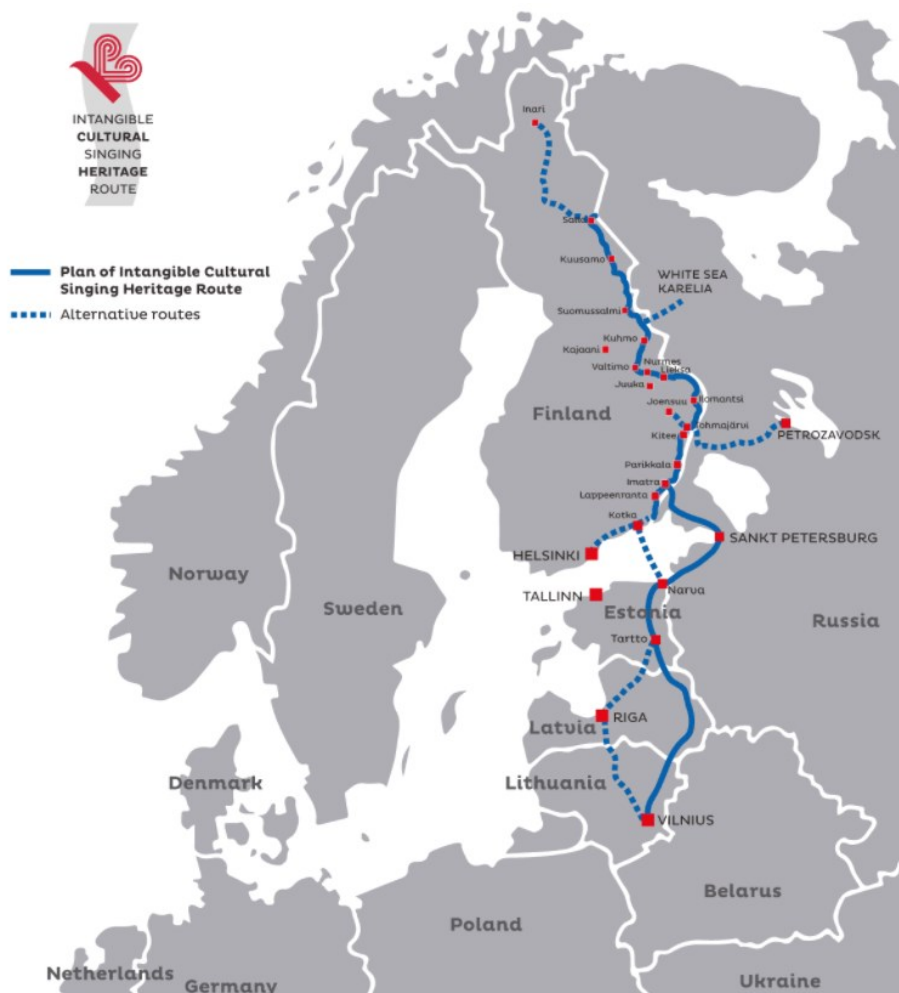 INTANGIBLE
CULTURAL
SINGING
HERITAGE
ROUTE
Plan of Intangible Cultural
Singing Heritage Route
Alternative routes
Inari
Salla
Kuusamo
WHITE SEA
KARELIA
Suomussalmi
Kuhmo
Kajaani
Nurmes
Valtimo
Lieksa
Juuka
Joensuu
Ilomantsi
Finland
Tohmajärvi
Kitee
PETROZAVODSK
Parikkala
Imatra
Lappeenranta
Kotka
SANKT PETERSBURG
HELSINKI
Norway
Narva
TALLINN
Sweden
Estonia
Russia
Tartto
RIGA
Latvia
Denmark
Lithuania
VILNIUS
Belarus
Poland
Netherlands
Germany
Ukraine